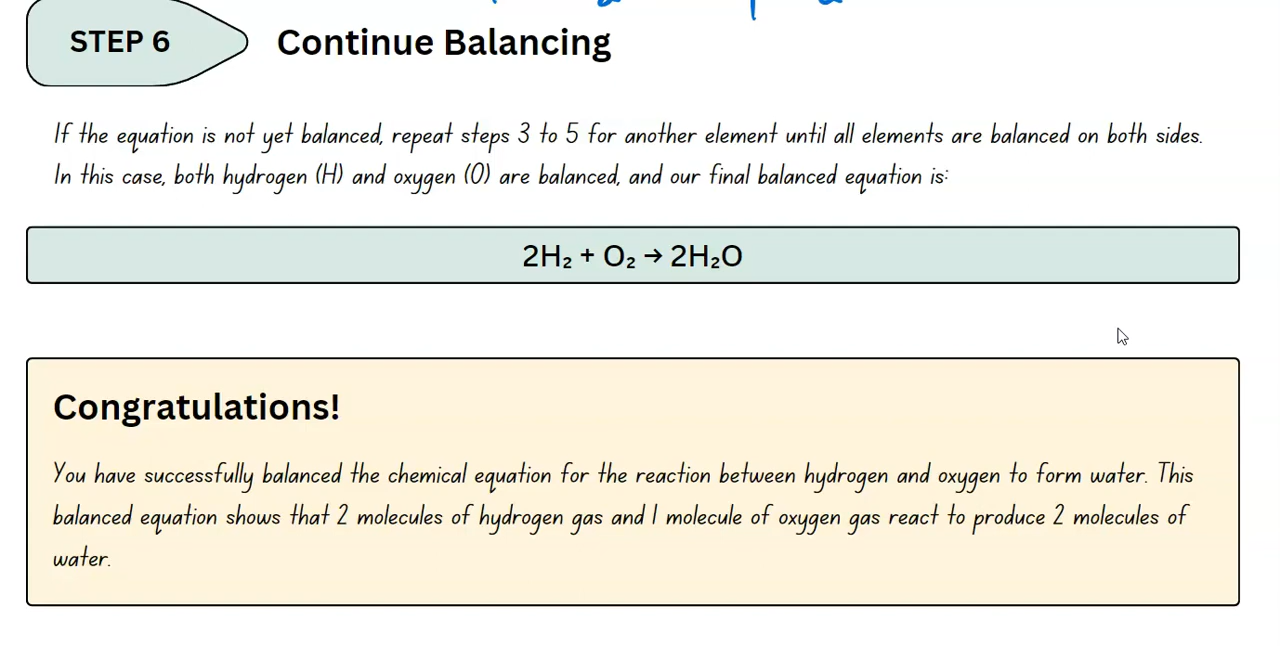 STEP 6
Continue Balancing
If the equation is not yet balanced, repeat steps 3 to 5 for another element until all elements are balanced on both sides.
In this case, both hydrogen (H) and oxygen (O) are balanced, and our final balanced equation is:
2H₂ + O₂ → 2H₂O
Congratulations!
You have successfully balanced the chemical equation for the reaction between hydrogen and oxygen to form water. This
balanced equation shows that 2 molecules of hydrogen gas and 1 molecule of oxygen gas react to produce 2 molecules of
water.